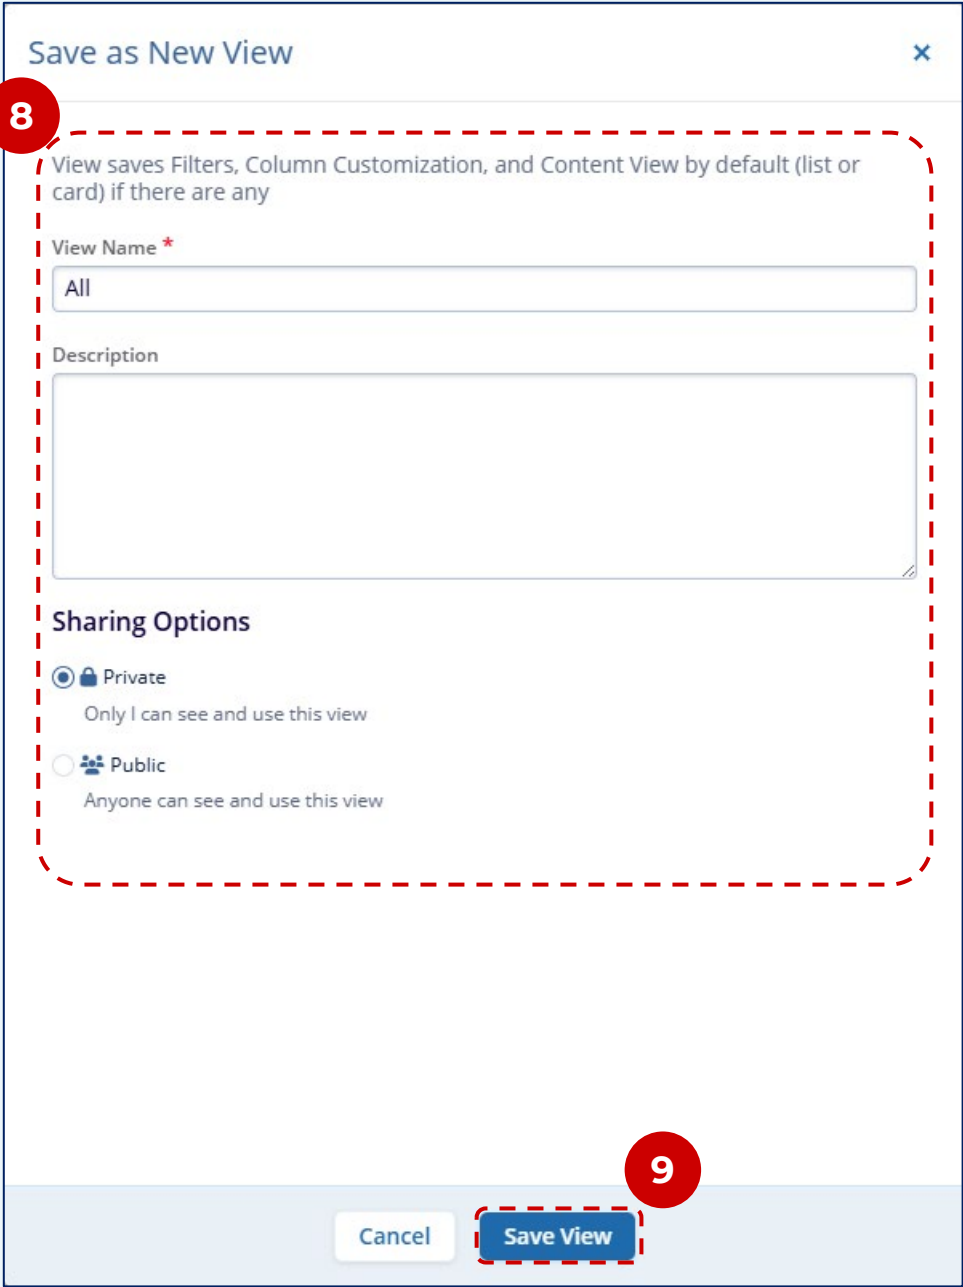 Save as New View
8
View saves Filters, Column Customization, and Content View by default (list or
card) if there are any
View Name *
All
Description
Sharing Options
Private
Only I can see and use this view
Public
Anyone can see and use this view
9
Cancel
Save View